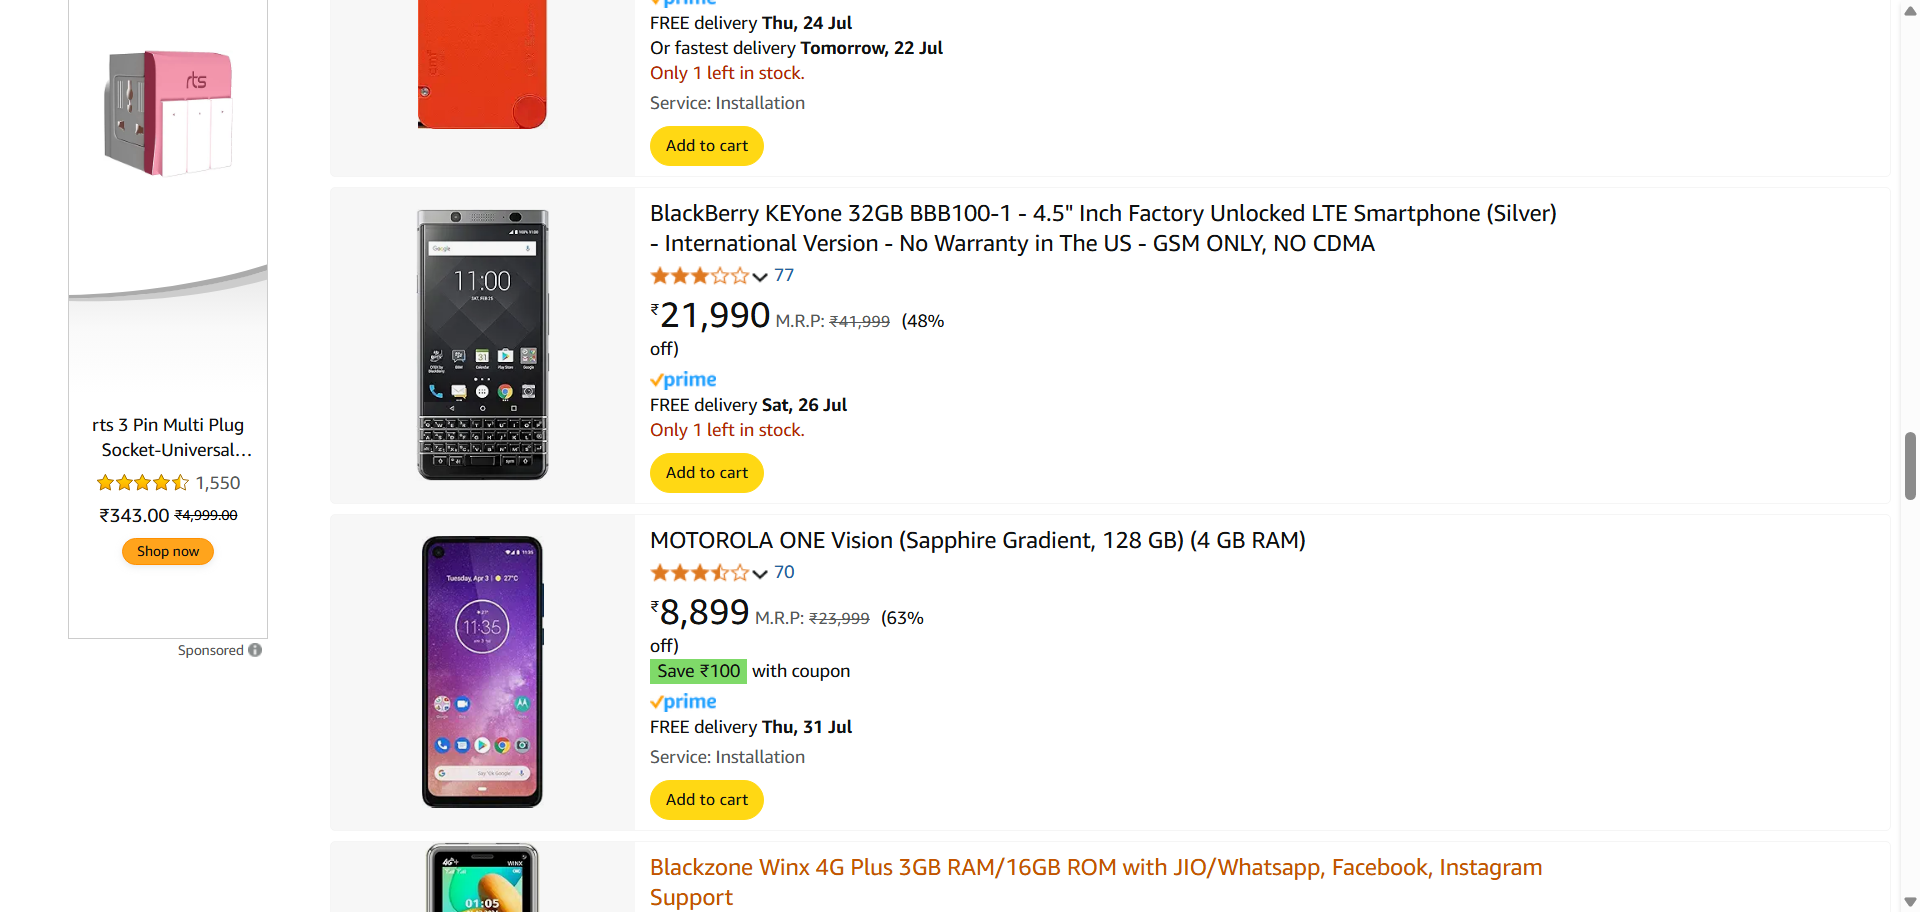 prime
FREE delivery Thu, 24 Jul
Or fastest delivery Tomorrow, 22 Jul
Only 1 left in stock.
Service: Installation
Add to cart
rts
rts 3 Pin Multi Plug
Socket-Universal...
1,550
₹343.00 ₹4,999.00
Shop now
Sponsored
BlackBerry KEYone 32GB BBB100-1 - 4.5" Inch Factory Unlocked LTE Smartphone (Silver)
- International Version - No Warranty in The US - GSM ONLY, NO CDMA
77
₹21,990 M.R.P: ₹41,999 (48%
off)
prime
FREE delivery Sat, 26 Jul
Only 1 left in stock.
Add to cart
Google
11:00
SAT, FEB 25
MOTOROLA ONE Vision (Sapphire Gradient, 128 GB) (4 GB RAM)
70
₹8,899 M.R.P: ₹23,999 (63%
off)
Save ₹100 with coupon
prime
FREE delivery Thu, 31 Jul
Service: Installation
Add to cart
Tuesday, Apr 3 | 27°C
11:35
Blackzone Winx 4G Plus 3GB RAM/16GB ROM with JIO/Whatsapp, Facebook, Instagram
Support
4G+ WINX
01:05